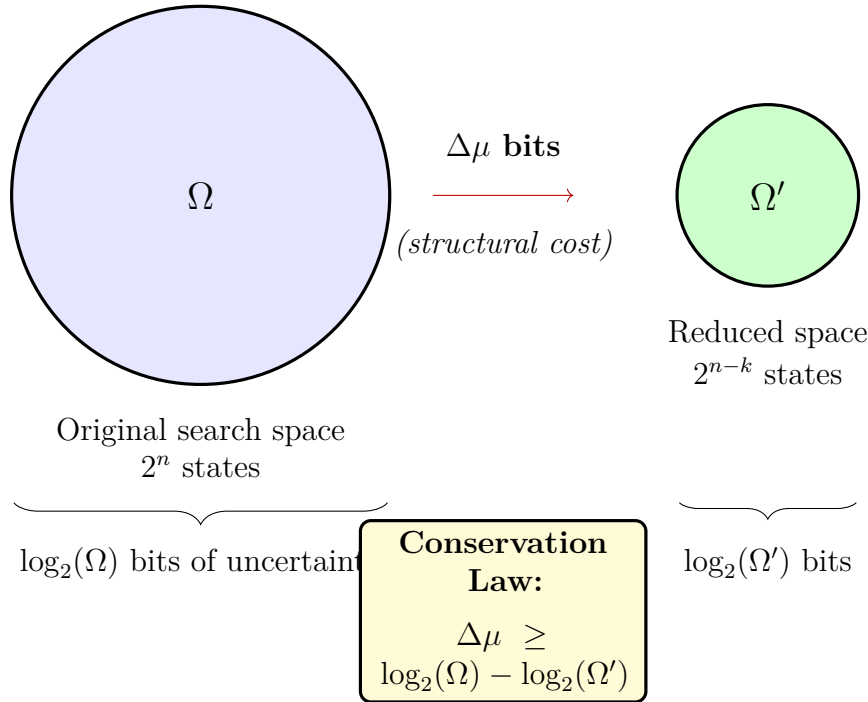 Δμ bits
Ω
Ω′
(structural cost)
Reduced space
2^{n−k} states
Original search space
2^n states
log₂(Ω) bits of uncertaint
Conservation
Law:
Δμ ≥
log₂(Ω) − log₂(Ω′)
log₂(Ω′) bits